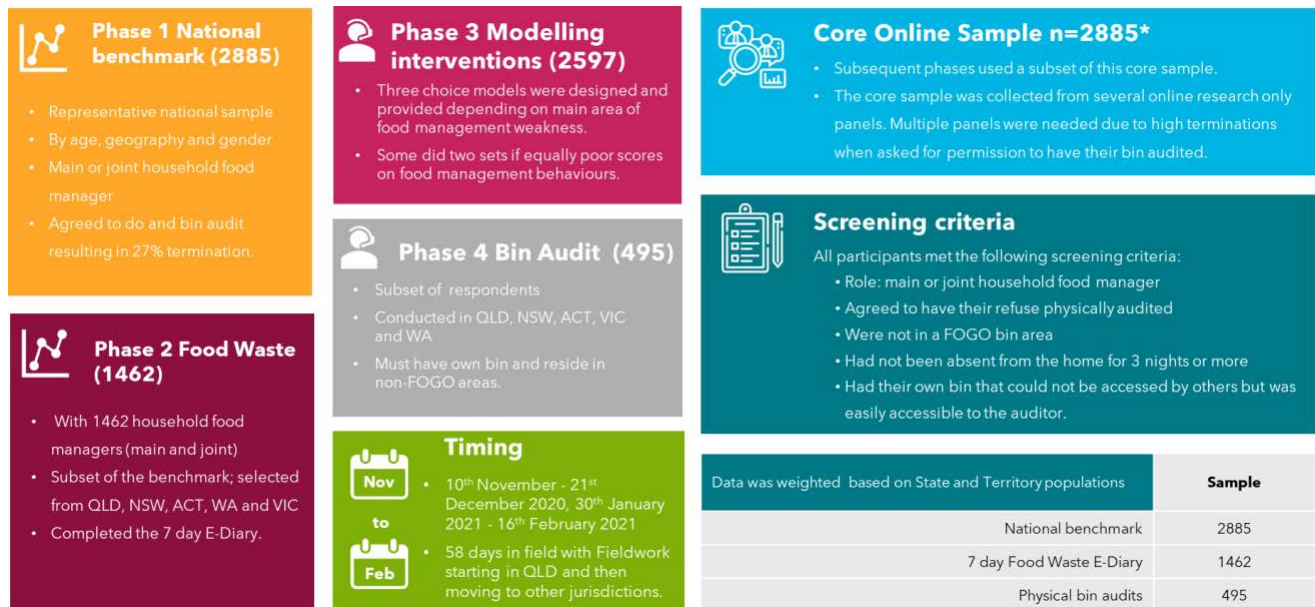 Phase 1 National
benchmark (2885)
• Representative national sample
• By age, geography and gender
• Main or joint household food
manager
• Agreed to do and bin audit
resulting in 27% termination.
Phase 2 Food Waste
(1462)
• With 1462 household food
managers (main and joint)
• Subset of the benchmark; selected
from QLD, NSW, ACT, WA and VIC
• Completed the 7 day E-Diary.
Phase 3 Modelling
interventions (2597)
• Three choice models were designed and
provided depending on main area of
food management weakness.
• Some did two sets if equally poor scores
on food management behaviours.
Phase 4 Bin Audit (495)
• Subset of respondents
• Conducted in QLD, NSW, ACT, VIC
and WA
• Must have own bin and reside in
non-FOGO areas.
Timing
Nov
to
Feb
• 10th November - 21st
December 2020, 30th January
2021 - 16th February 2021
• 58 days in field with Fieldwork
starting in QLD and then
moving to other jurisdictions.
Core Online Sample n=2885*
• Subsequent phases used a subset of this core sample.
• The core sample was collected from several online research only
panels. Multiple panels were needed due to high terminations
when asked for permission to have their bin audited.
Screening criteria
All participants met the following screening criteria:
• Role: main or joint household food manager
• Agreed to have their refuse physically audited
• Were not in a FOGO bin area
• Had not been absent from the home for 3 nights or more
• Had their own bin that could not be accessed by others but was
easily accessible to the auditor.
Data was weighted based on State and Territory populations Sample
National benchmark 2885
7 day Food Waste E-Diary 1462
Physical bin audits 495